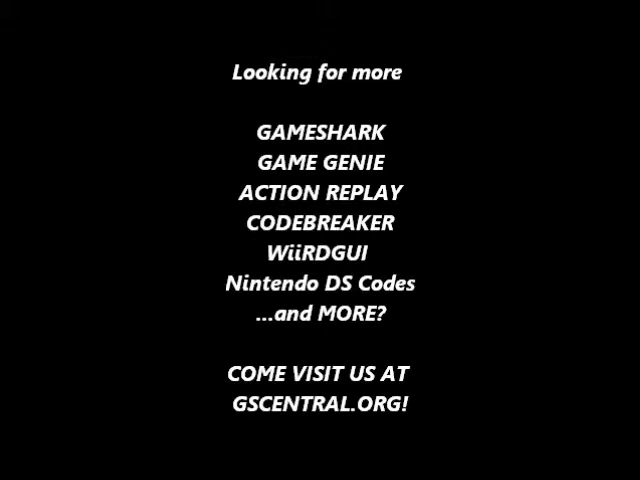 Looking for more
GAMESHARK
GAME GENIE
ACTION REPLAY
CODEBREAKER
WiiRDGUI
Nintendo DS Codes
...and MORE?
COME VISIT US AT
GSCENTRAL.ORG!